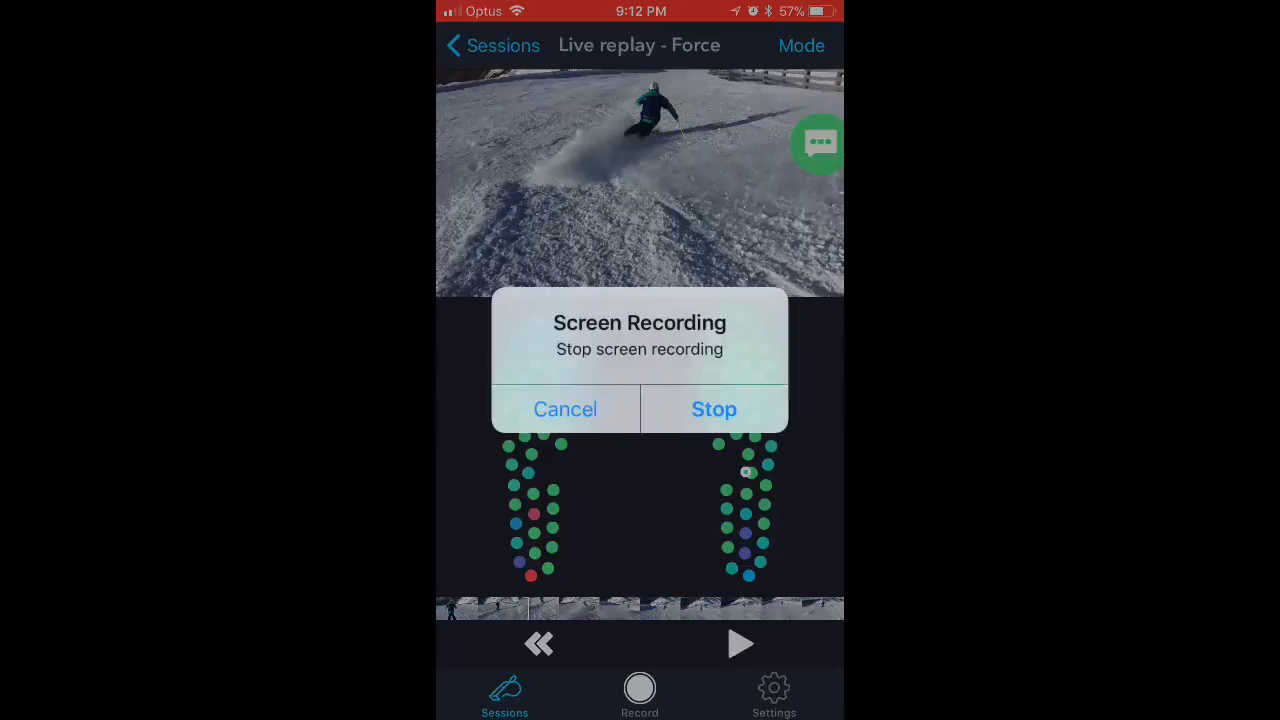 Optus 9:12 PM 57%
Sessions Live replay - Force Mode
Screen Recording
Stop screen recording
Cancel Stop
Sessions Record Settings